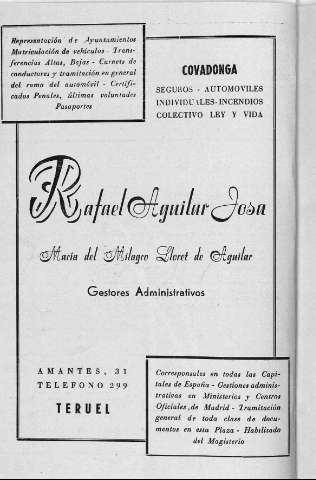 Representación de Ayuntamientos
Matriculación de vehículos - Trans-
ferencias Altas, Bajas - Carnets de
conductores y tramitación en general
del ramo del automóvil - Certifi-
cados Penales, últimas voluntades
Pasaportes
COVADONGA
SEGUROS - AUTOMOVILES
INDIVIDUALES-INCENDIOS
COLECTIVO LEY Y VIDA
Rafael Aguilar Josa
María del Milagro Lloret de Aguilar
Gestores Administrativos
AMANTES, 31
TELEFONO 299
TERUEL
Corresponsales en todas las Capi-
tales de España - Gestiones adminis-
trativas en Ministerios y Centros
Oficiales de Madrid - Tramitación
general de toda clase de docu-
mentos en esta Plaza - Habilitado
del Magisterio